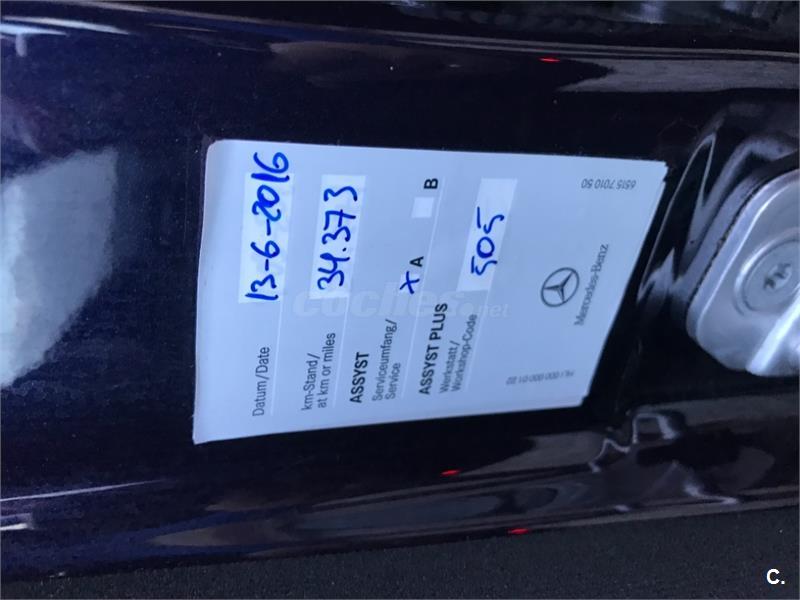 Datum/Date 13-6-2016
km-Stand/ 34.373
at km or miles
ASSYST
Serviceumfang/ x A B
Service
ASSYST PLUS
Werkstatt/ 505
Workshop-Code
Mercedes-Benz
6515 7010 50
coches.net
C.